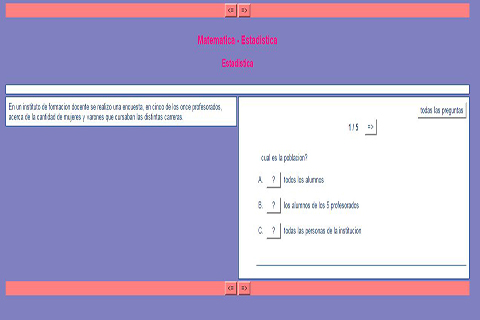 <= =>
Matematica - Estadistica
Estadistica
En un instituto de formacion docente se realizo una encuesta, en cinco de los once profesorados,
acerca de la cantidad de mujeres y varones que cursaban las distintas carreras.
todas las preguntas
1 / 5 =>
cual es la poblacion?
A. ? todos los alumnos
B. ? los alumnos de los 5 profesorados
C. ? todas las personas de la institucion
<= =>